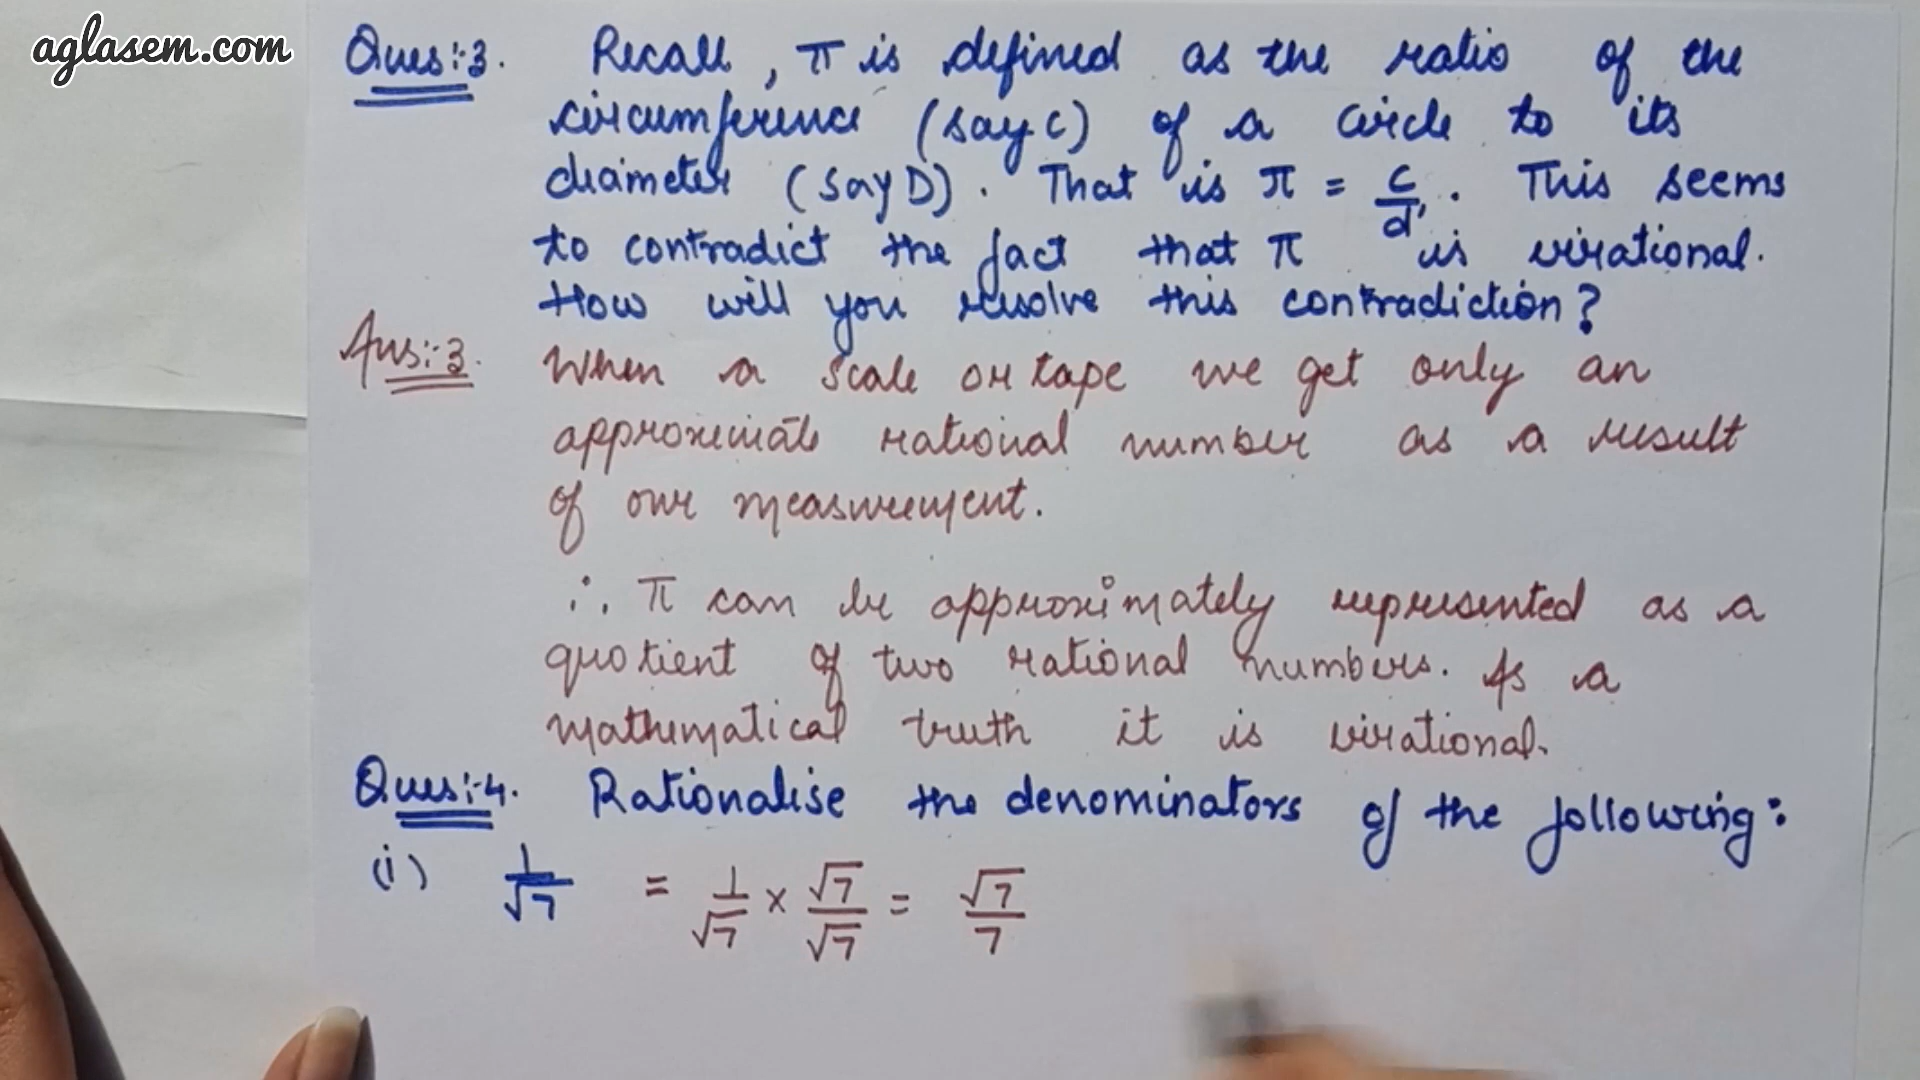 aglasem.com
Ques:-3. Recall, π is defined as the ratio of the
circumference (say C) of a circle to its
diameter (say D). That is π = c/d. This seems
to contradict the fact that π is irrational.
How will you resolve this contradiction?
Ans:-3. When a scale or tape we get only an
approximate rational number as a result
of our measurement.
∴ π can be approximately represented as a
quotient of two rational numbers. As a
mathematical truth it is irrational.
Ques:-4. Rationalise the denominators of the following:
(i) 1/√7 = 1/√7 × √7/√7 = √7/7